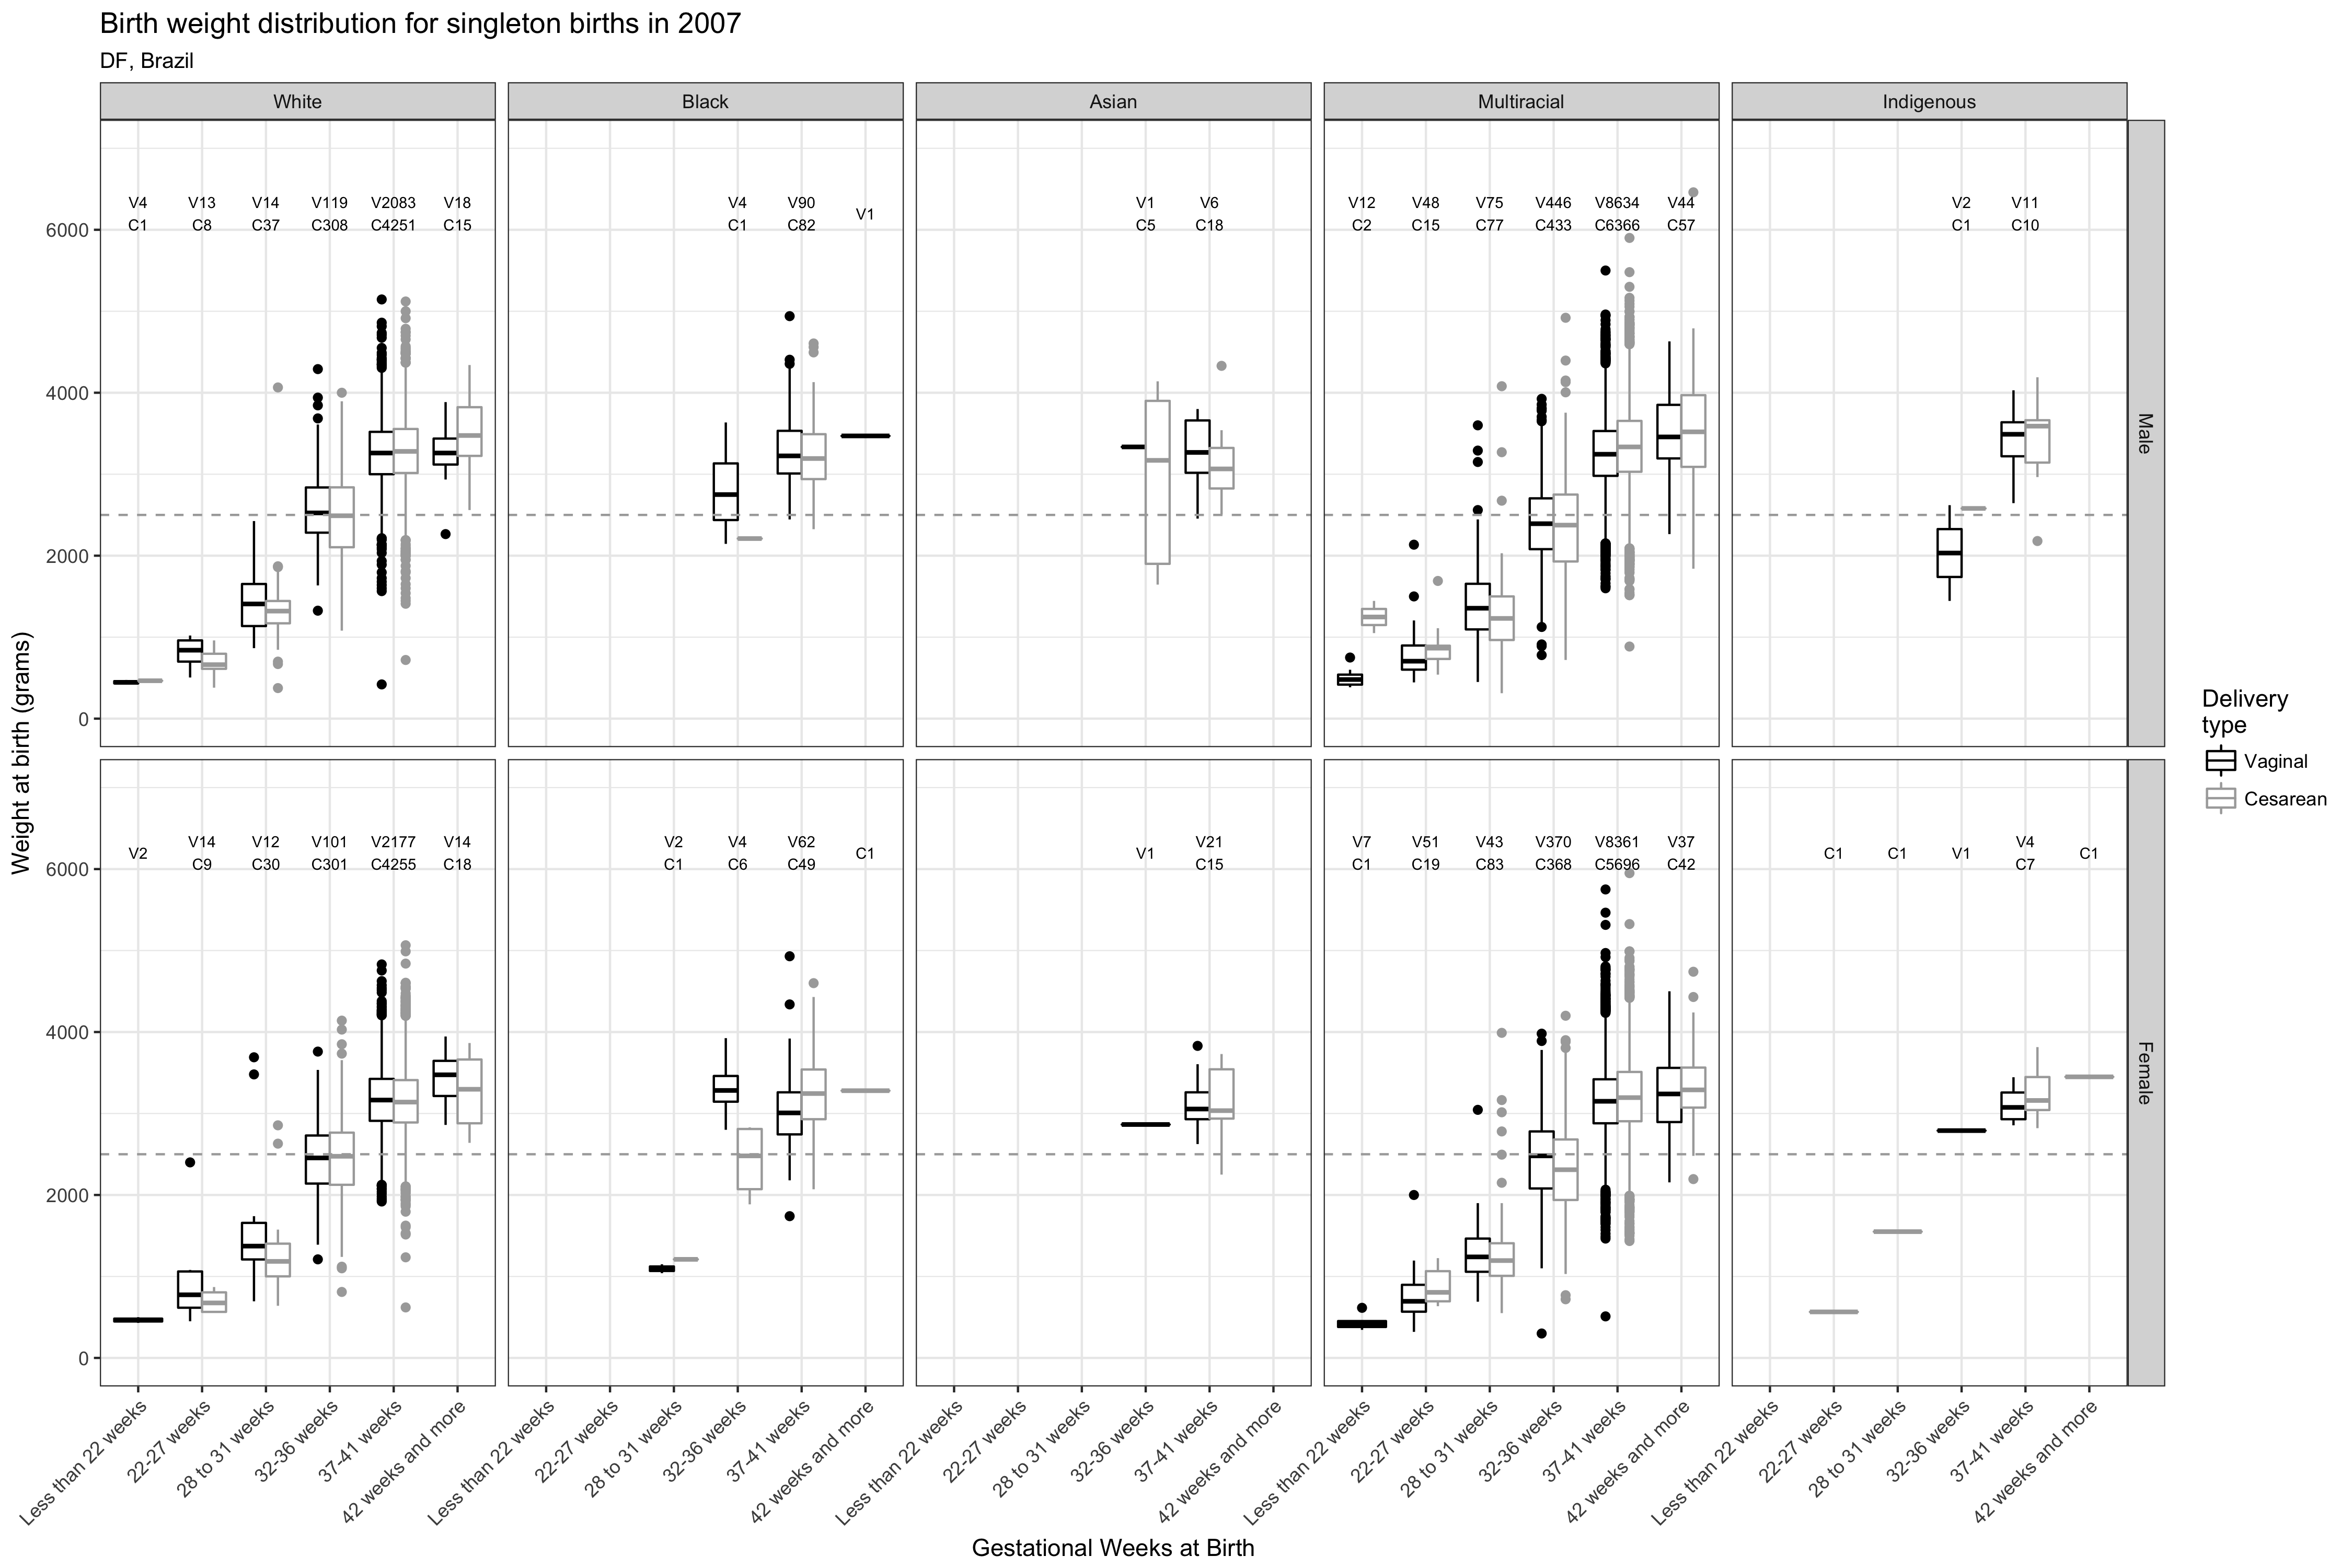 Birth weight distribution for singleton births in 2007
DF, Brazil
White Black Asian Multiracial Indigenous
V4 V13 V14 V119 V2083 V18 V4 V90 V1 V1 V6 V12 V48 V75 V446 V8634 V44 V2 V11
C1 C8 C37 C308 C4251 C15 C1 C82 C5 C18 C2 C15 C77 C433 C6366 C57 C1 C10
6000
4000
2000
0
Male
V2 V14 V12 V101 V2177 V14 V2 V4 V62 C1 V1 V21 V7 V51 V43 V370 V8361 V37 C1 C1 V1 V4 C1
C9 C30 C301 C4255 C18 C1 C6 C49 C15 C1 C19 C83 C368 C5696 C42 C7
6000
4000
2000
0
Female
Weight at birth (grams)
Less than 22 weeks
22-27 weeks
28 to 31 weeks
32-36 weeks
37-41 weeks
42 weeks and more
Less than 22 weeks
22-27 weeks
28 to 31 weeks
32-36 weeks
37-41 weeks
42 weeks and more
Less than 22 weeks
22-27 weeks
28 to 31 weeks
32-36 weeks
37-41 weeks
42 weeks and more
Less than 22 weeks
22-27 weeks
28 to 31 weeks
32-36 weeks
37-41 weeks
42 weeks and more
Less than 22 weeks
22-27 weeks
28 to 31 weeks
32-36 weeks
37-41 weeks
42 weeks and more
Gestational Weeks at Birth
Delivery
type
Vaginal
Cesarean